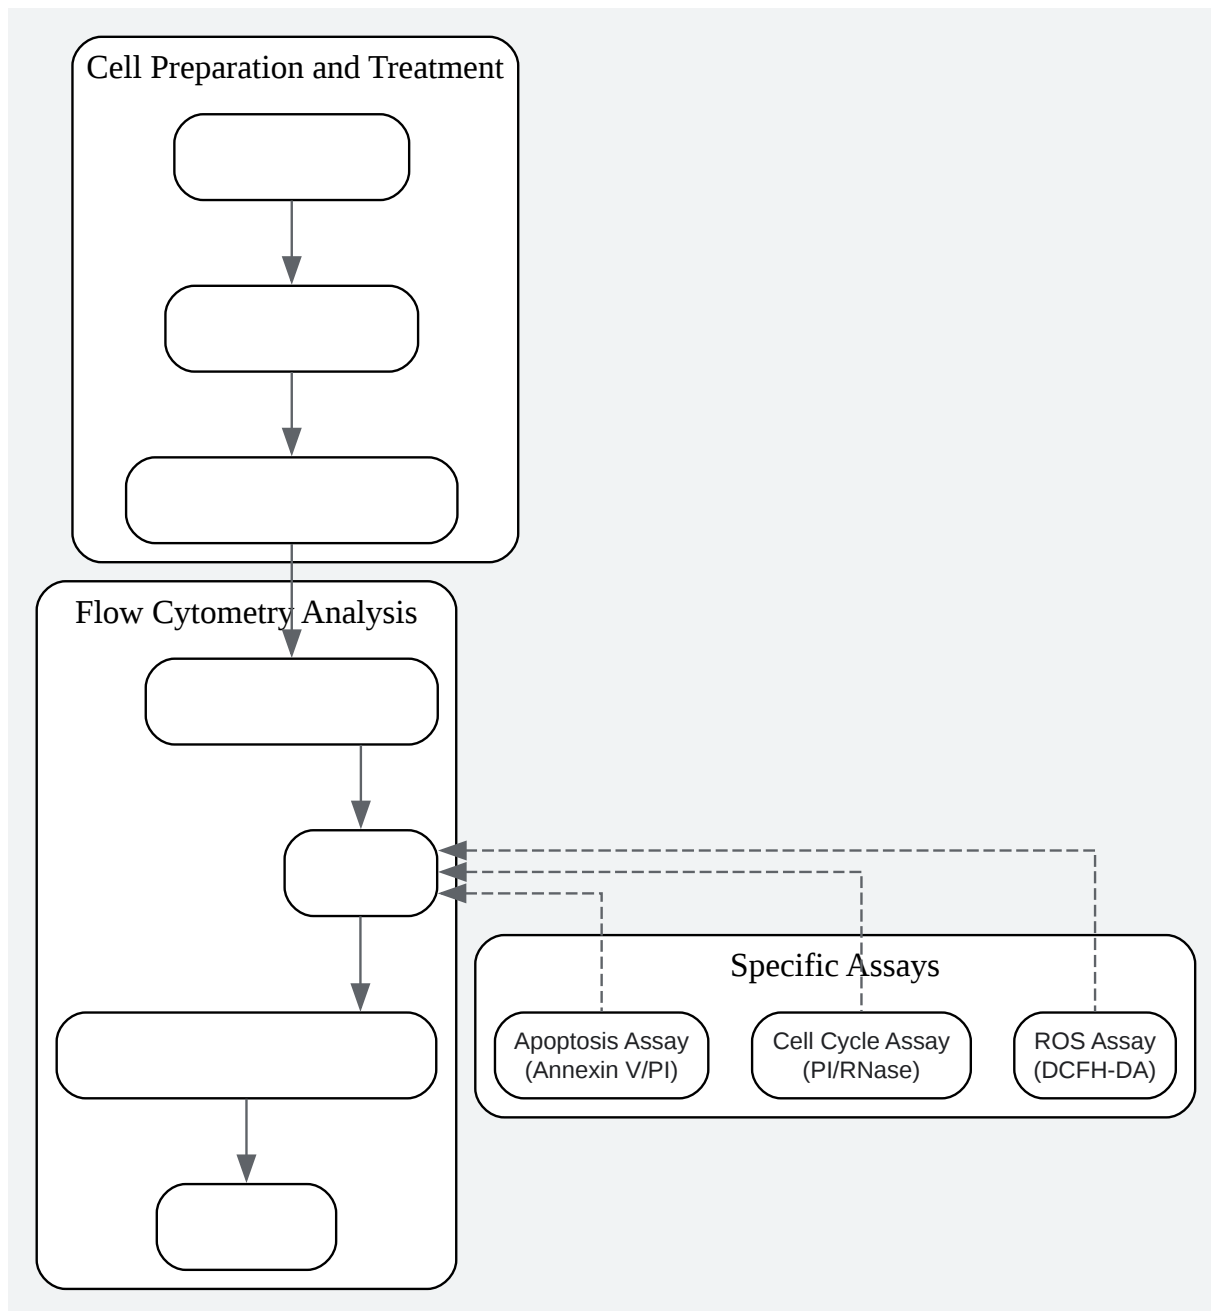 Cell Preparation and Treatment
Flow Cytometry Analysis
Specific Assays
Apoptosis Assay
(Annexin V/PI)
Cell Cycle Assay
(PI/RNase)
ROS Assay
(DCFH-DA)